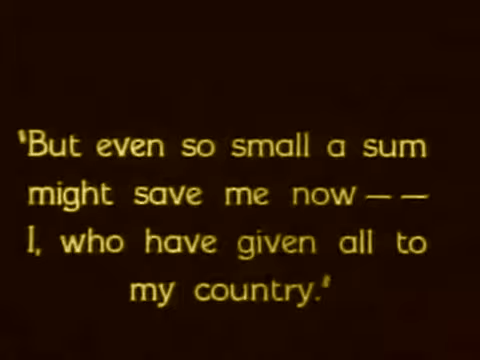 "But even so small a sum
might save me now — —
I, who have given all to
my country."